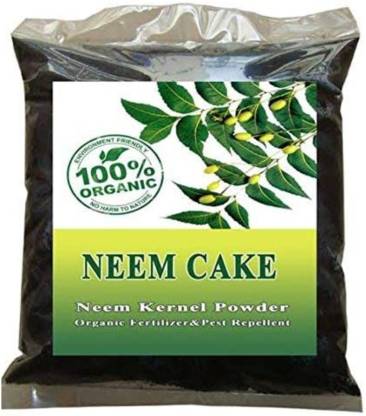 ENVIRONMENT FRIENDLY
100%
ORGANIC
NO HARM TO NATURE
NEEM CAKE
Neem Kernel Powder
Organic Fertilizer&Pest Repellent